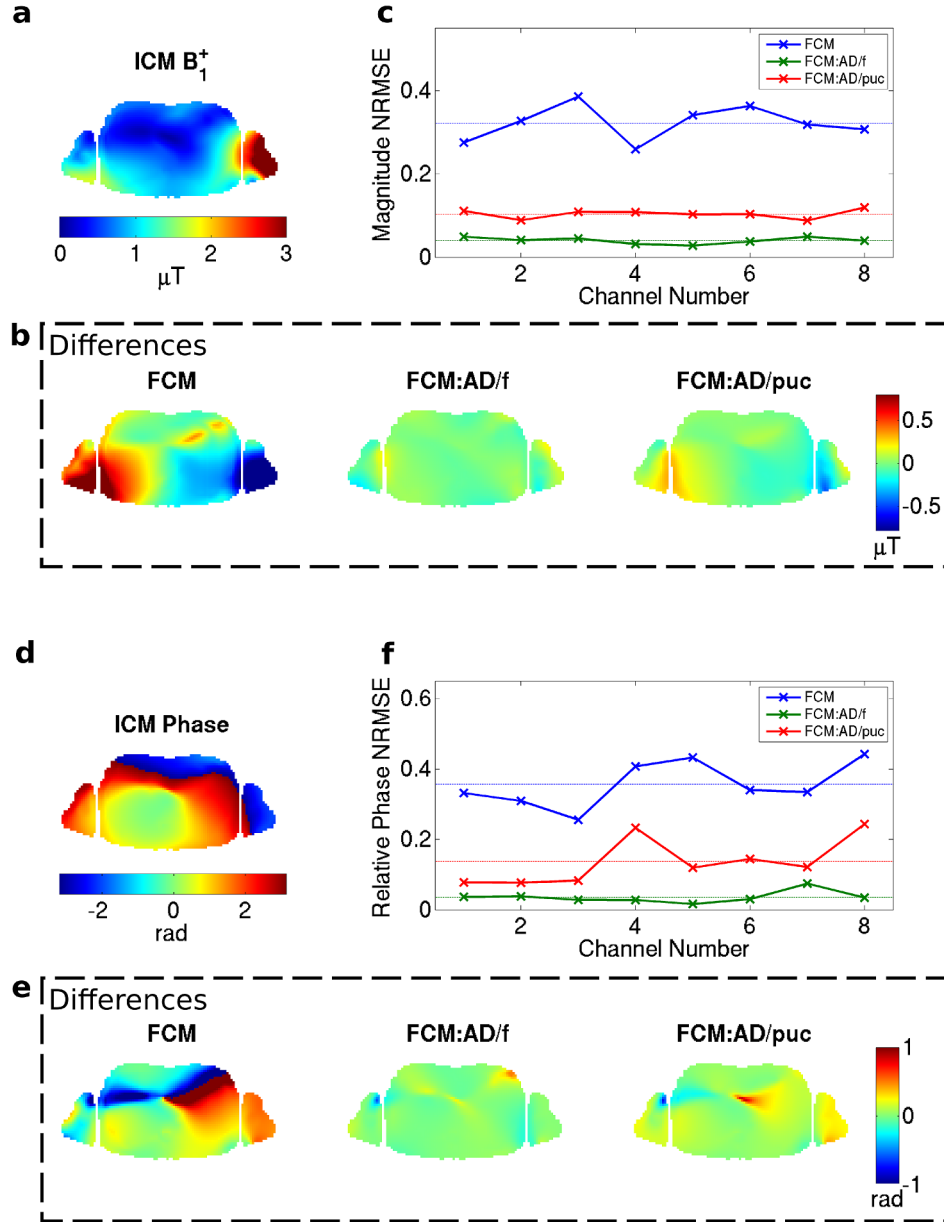 a
ICM B₁⁺
0 1 2 3
μT
c
Magnitude NRMSE
0.4
0.2
0
2 4 6 8
Channel Number
FCM
FCM:AD/f
FCM:AD/puc
b
Differences
FCM FCM:AD/f FCM:AD/puc
0.5
0
-0.5
μT
d
ICM Phase
-2 0 2
rad
f
Relative Phase NRMSE
0.6
0.4
0.2
0
2 4 6 8
Channel Number
FCM
FCM:AD/f
FCM:AD/puc
e
Differences
FCM FCM:AD/f FCM:AD/puc
1
0
-1
rad